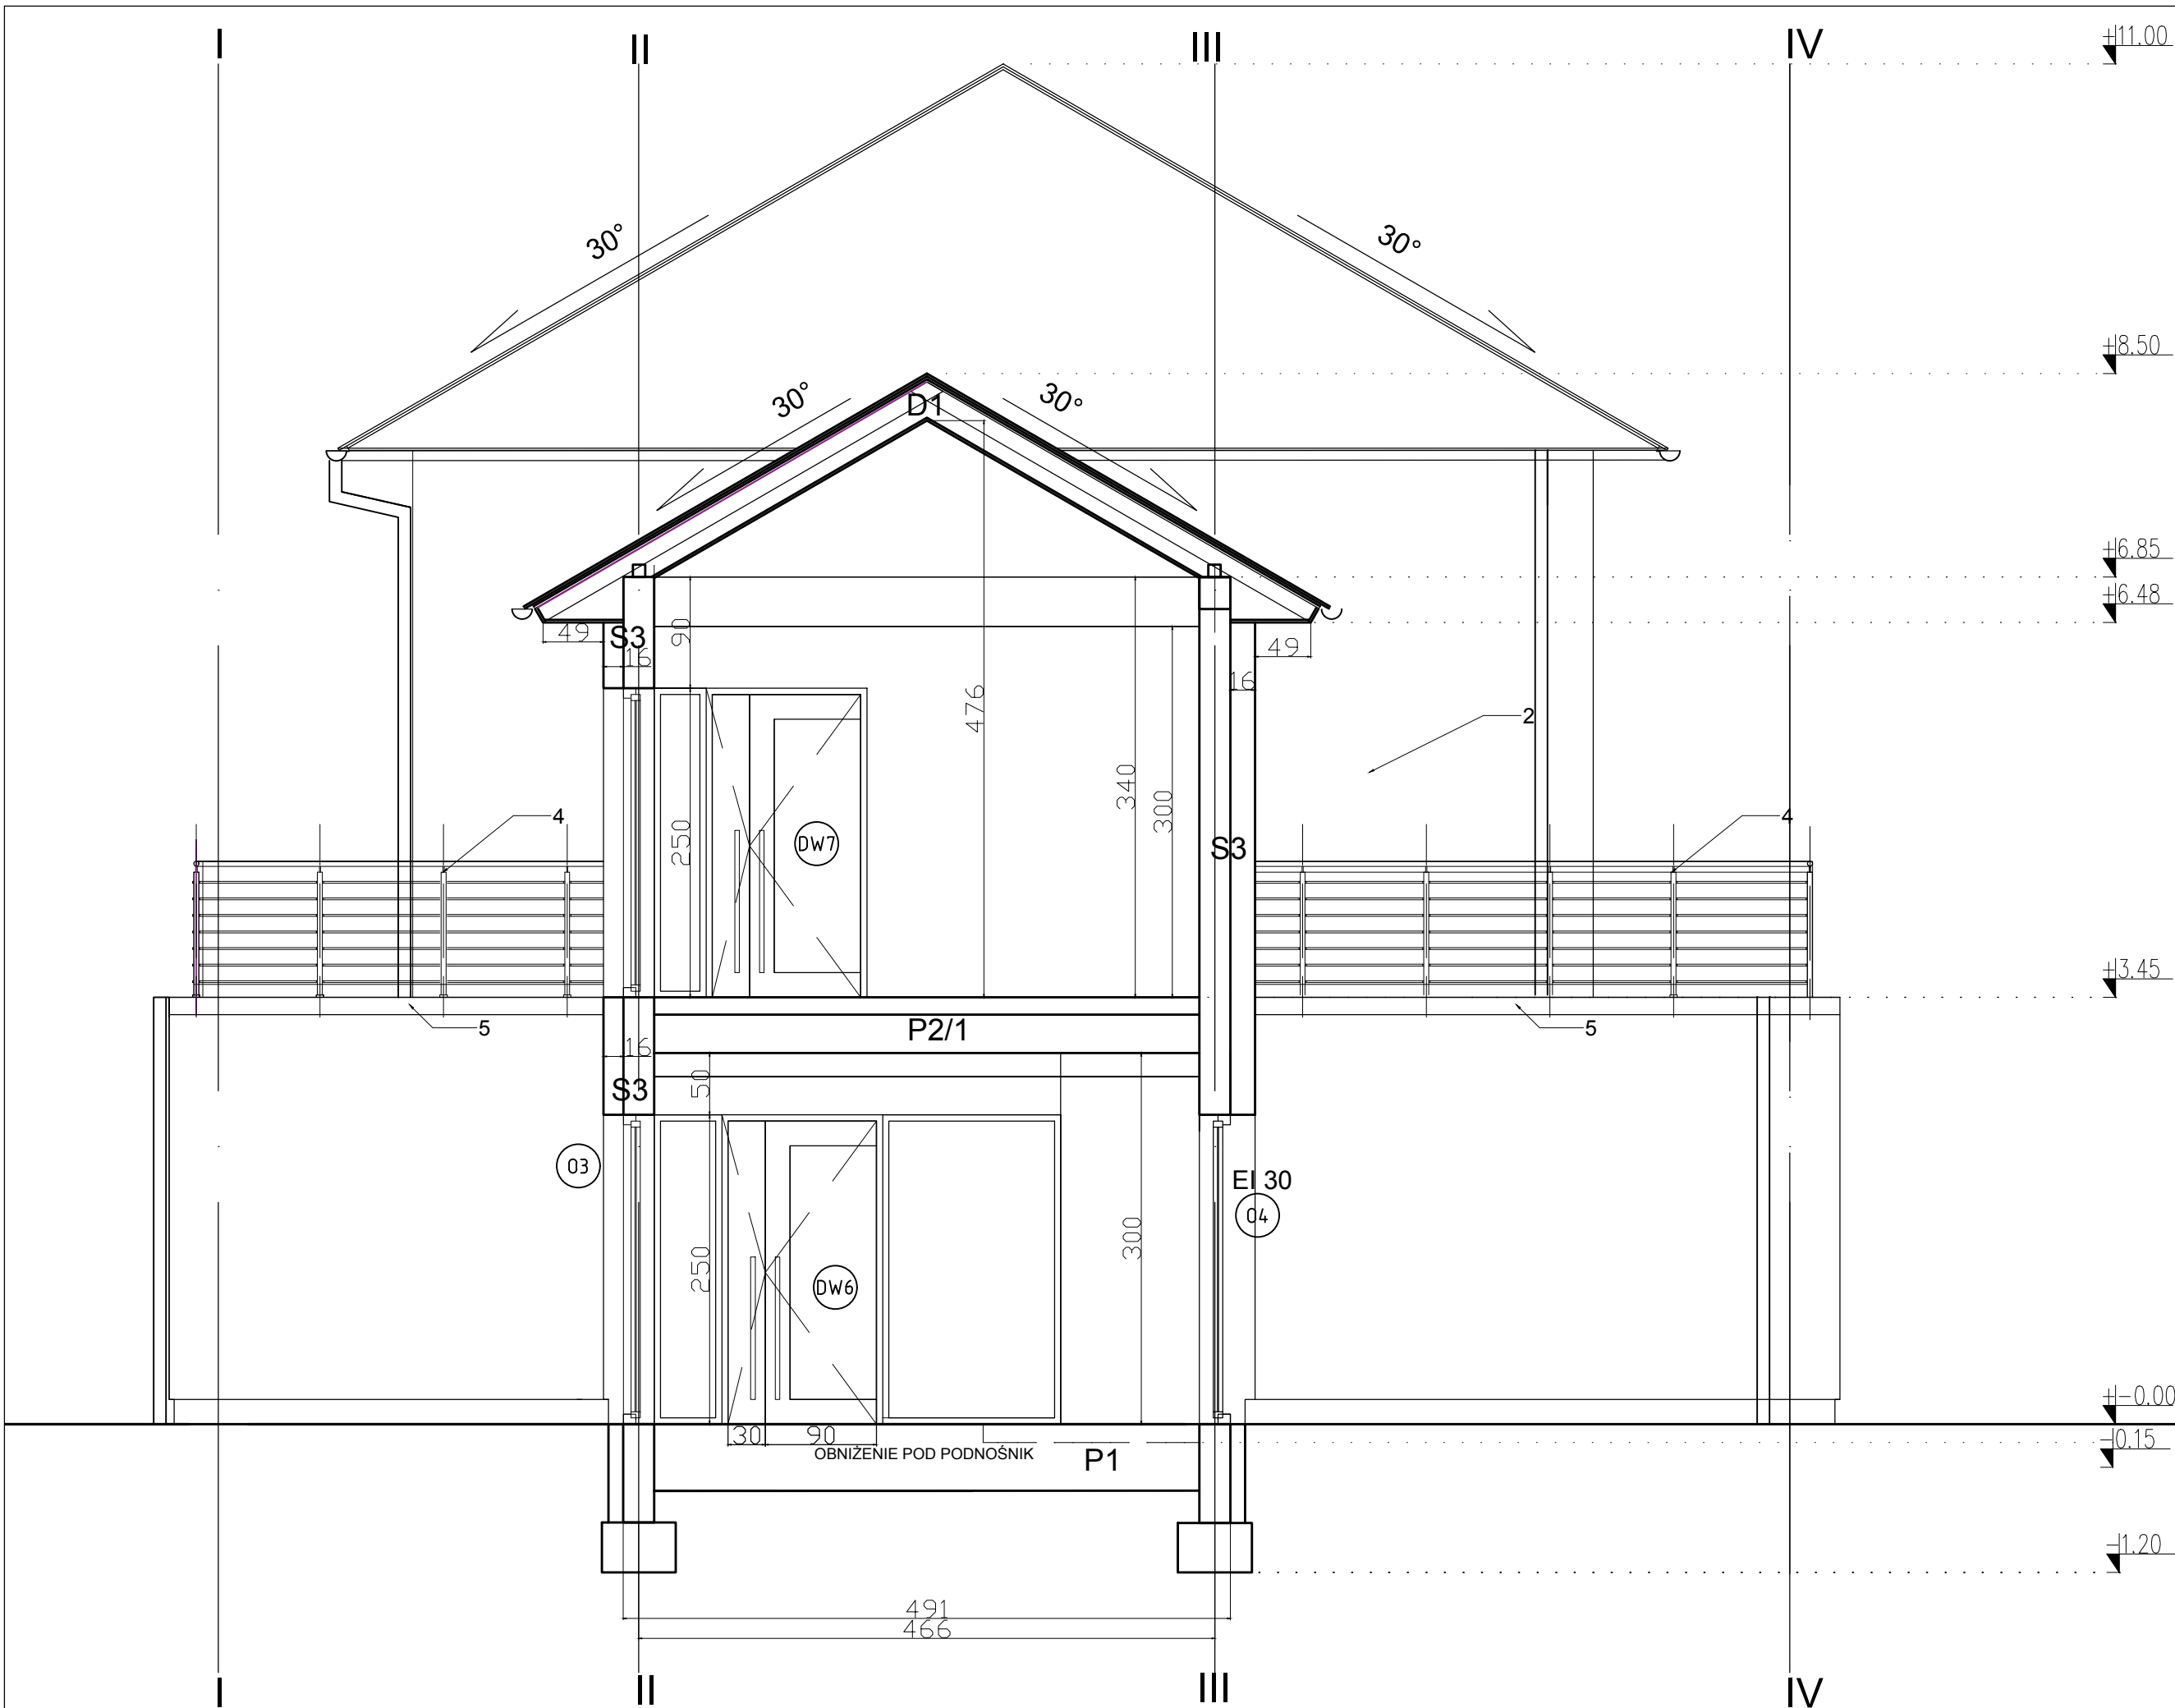 I
II
III
IV
+11.00
30°
30°
+8.50
30°
D1
30°
+6.85
+6.48
49
S3
90
16
49
16
476
2
340
300
250
DW7
S3
4
4
+3.45
5
P2/1
5
16
50
S3
03
EI 30
04
300
250
DW6
+-0.00
30
90
OBNIŻENIE POD PODNOŚNIK
P1
-0.15
-1.20
491
466
I
II
III
IV